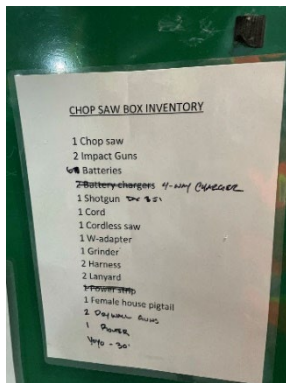 CHOP SAW BOX INVENTORY
1 Chop saw
2 Impact Guns
6 Batteries
2 Battery chargers 4-WAY CHARGER
1 Shotgun
1 Cord
1 Cordless saw
1 W-adapter
1 Grinder
2 Harness
2 Lanyard
1 Power strip
1 Female house pigtail
2 DRYWALL GUNS
1
YOYO - 30'